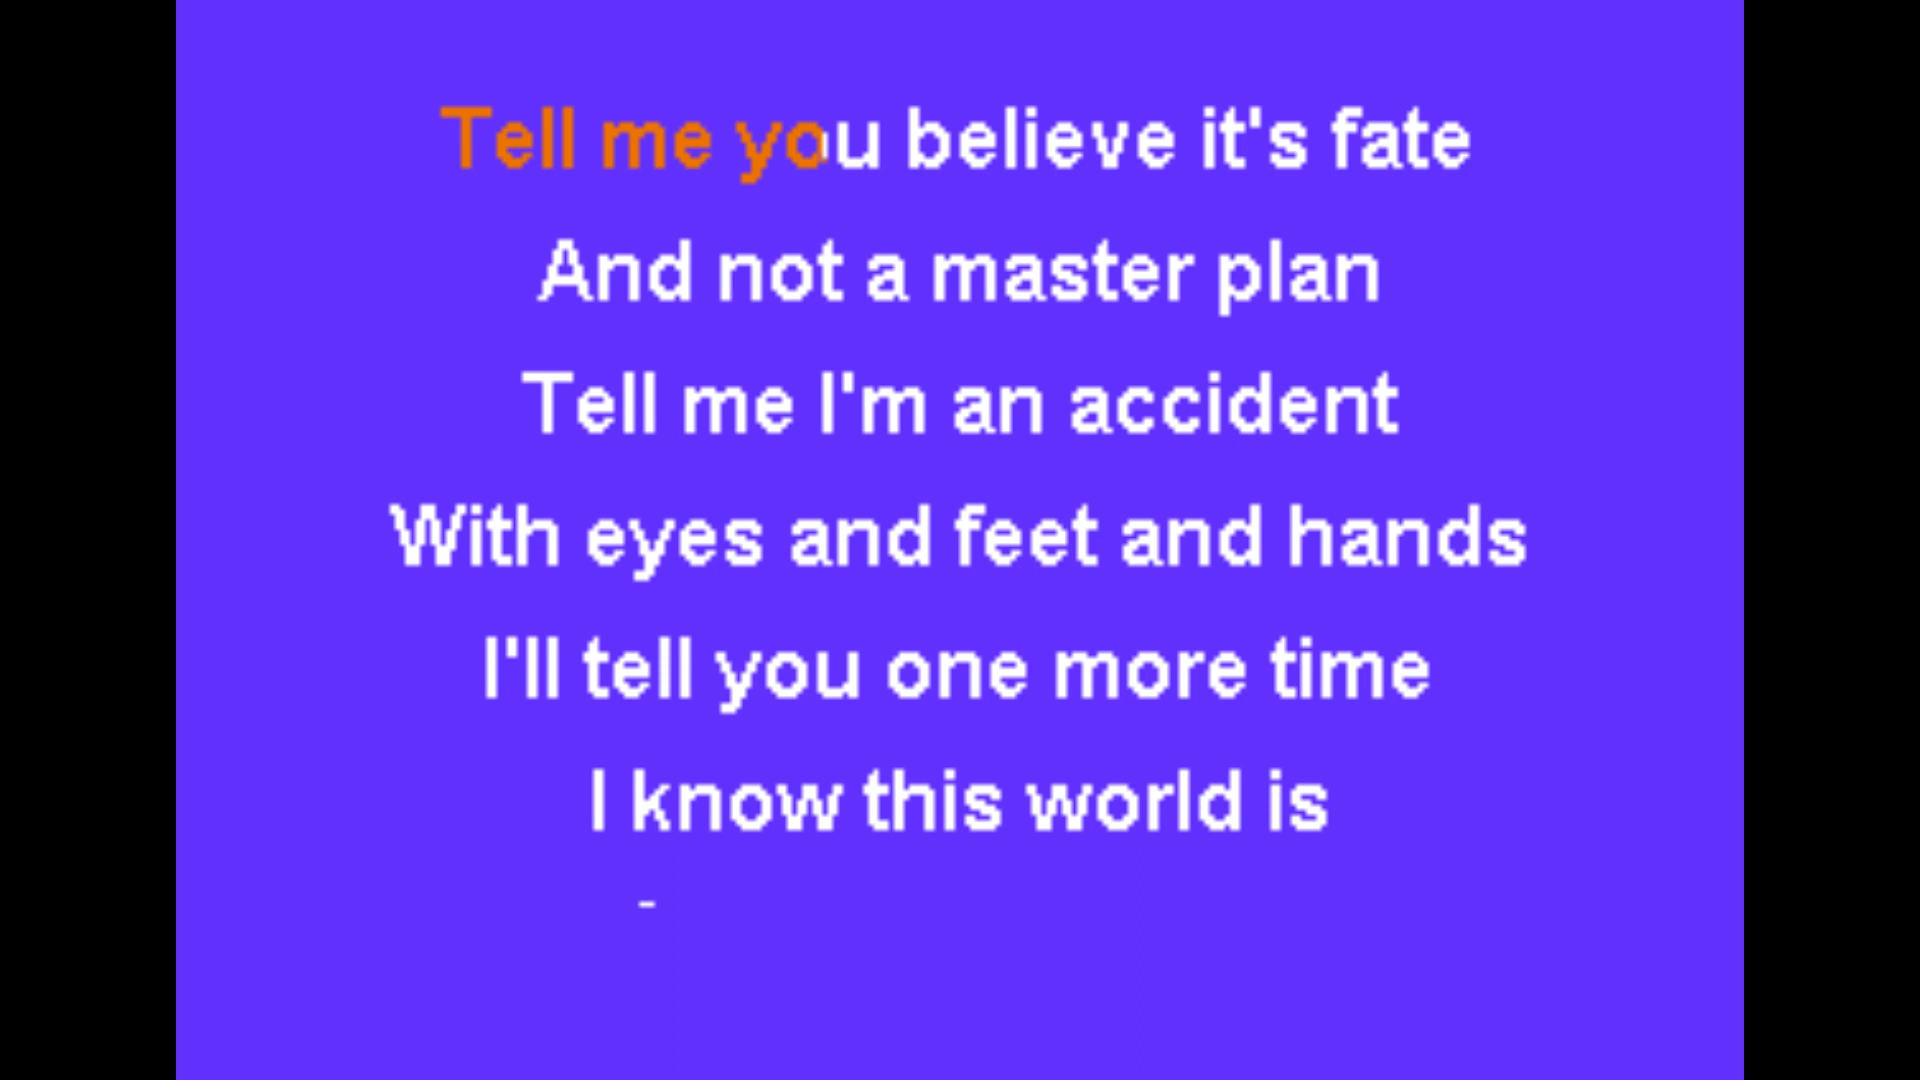 Tell me you believe it's fate
And not a master plan
Tell me I'm an accident
With eyes and feet and hands
I'll tell you one more time
I know this world is
-